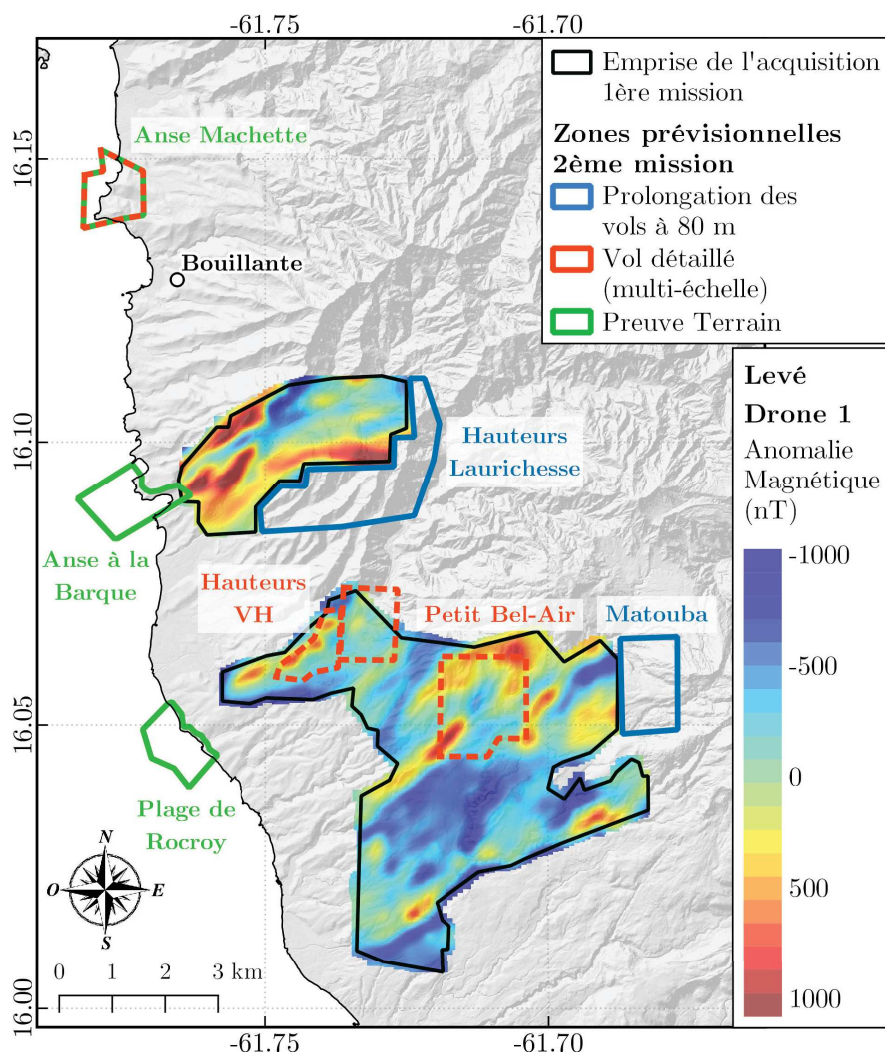 -61.75
-61.70
Emprise de l'acquisition
1ère mission
Zones prévisionnelles
2ème mission
Prolongation des
vols à 80 m
Vol détaillé
(multi-échelle)
Preuve Terrain
16.15
Anse Machette
Bouillante
Levé
Drone 1
Anomalie
Magnétique
(nT)
-1000
-500
0
500
1000
16.10
Hauteurs
Laurichesse
Anse à la
Barque
Hauteurs
VH
Petit Bel-Air
Matouba
16.05
Plage de
Rocroy
N
O
E
S
0 1 2 3 km
16.00
-61.75
-61.70